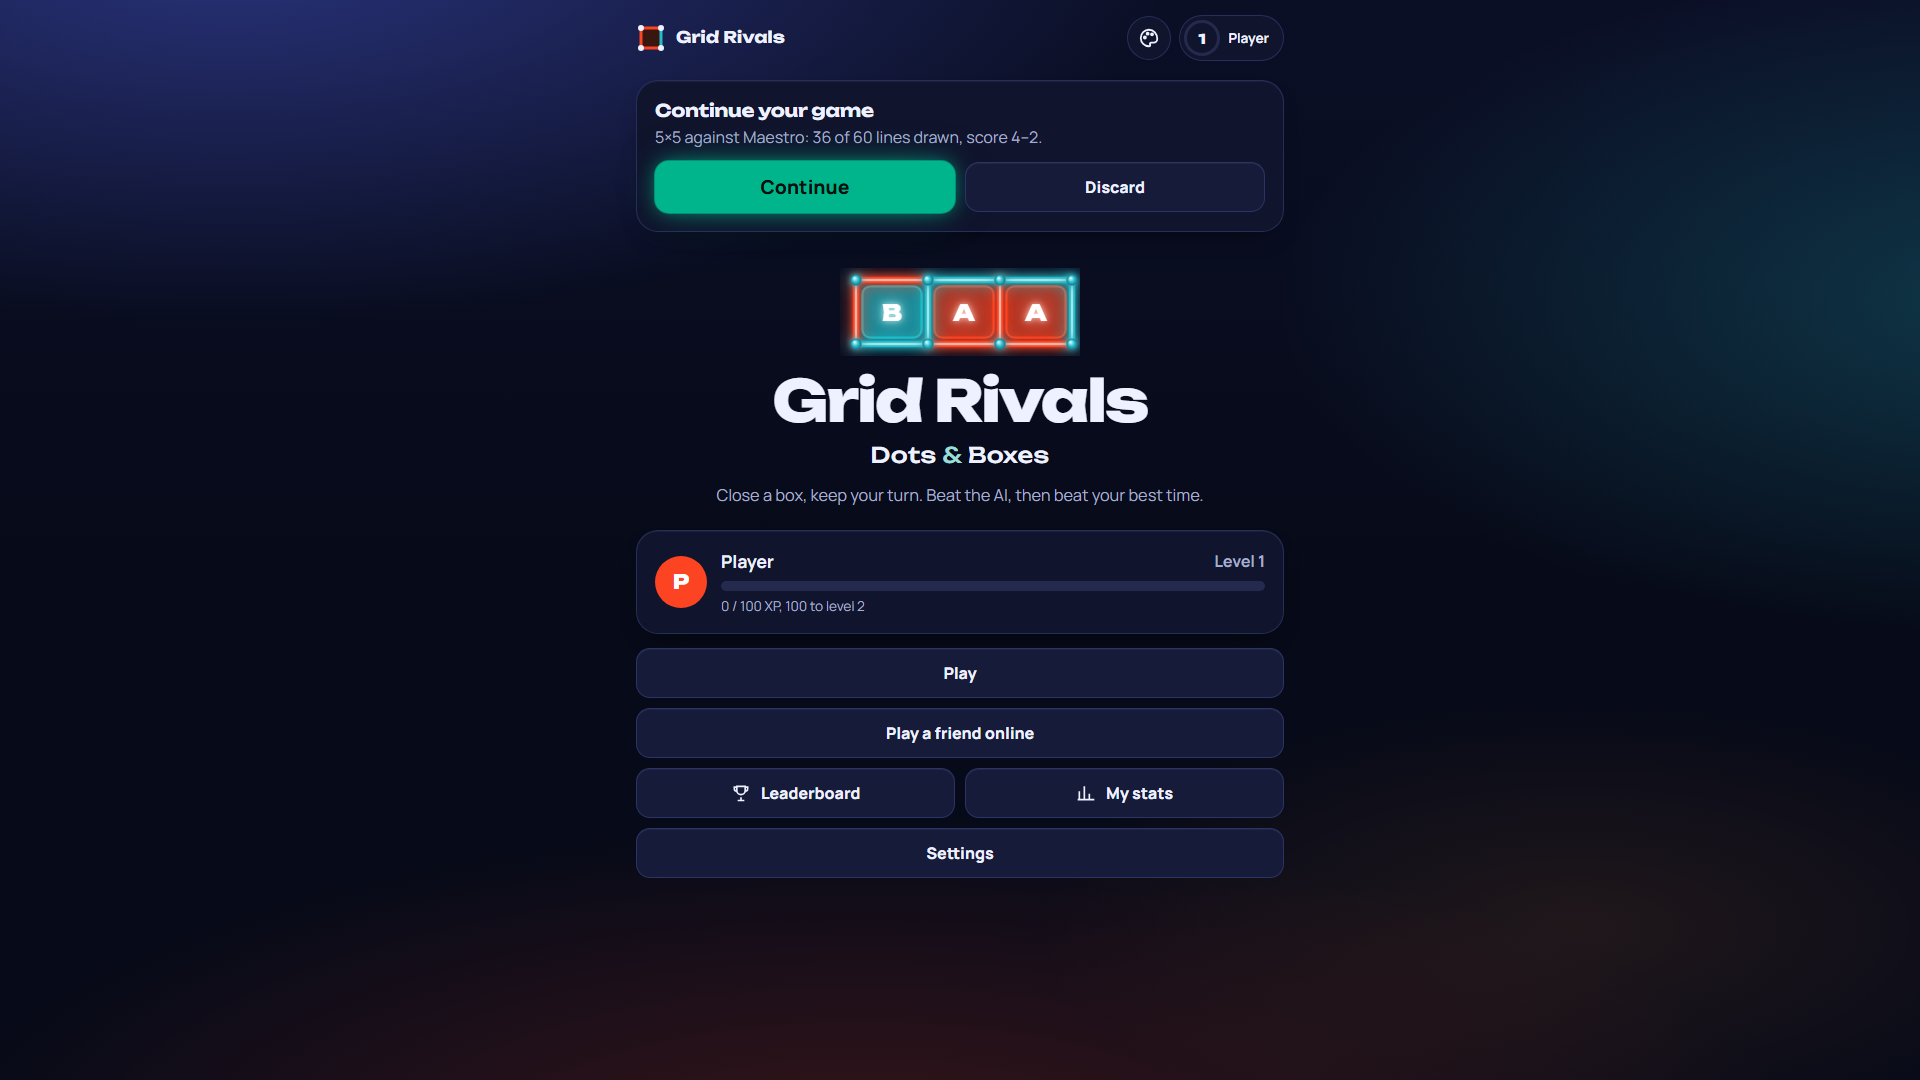 Grid Rivals
1 Player
Continue your game
5×5 against Maestro: 36 of 60 lines drawn, score 4–2.
Continue
Discard
B A A
Grid Rivals
Dots & Boxes
Close a box, keep your turn. Beat the AI, then beat your best time.
P
Player
Level 1
0 / 100 XP, 100 to level 2
Play
Play a friend online
Leaderboard
My stats
Settings